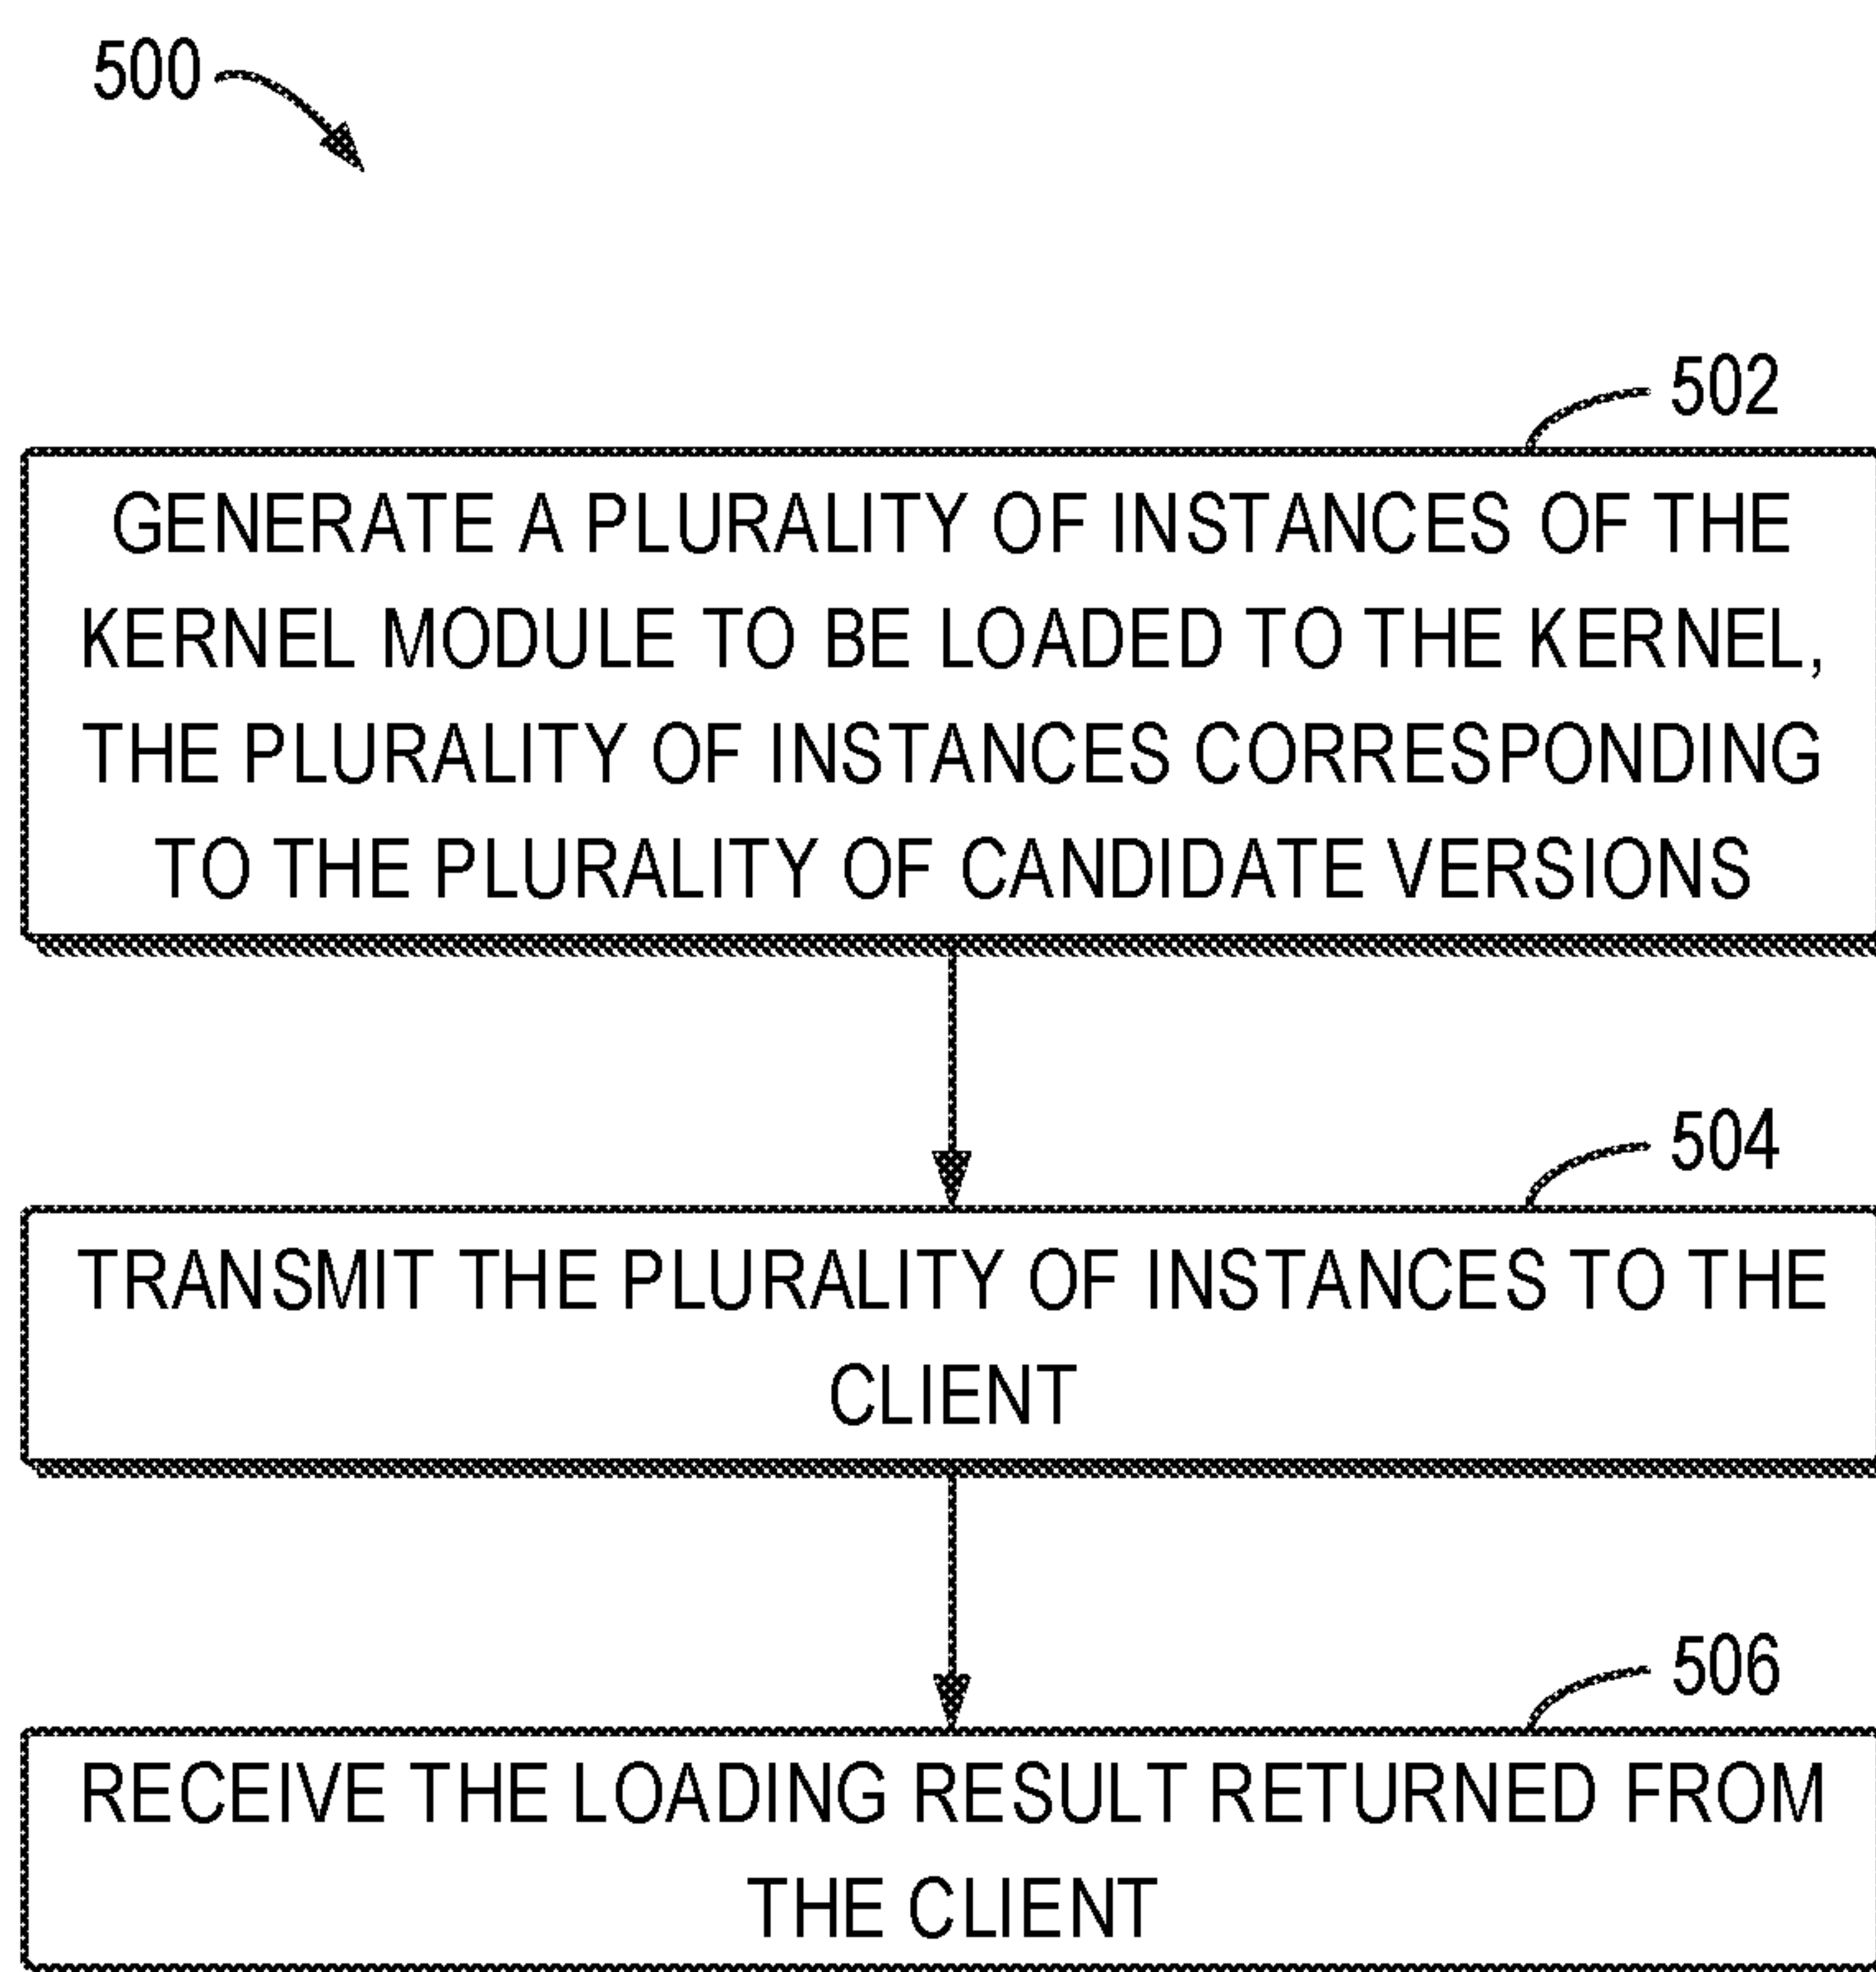 500
502
GENERATE A PLURALITY OF INSTANCES OF THE
KERNEL MODULE TO BE LOADED TO THE KERNEL,
THE PLURALITY OF INSTANCES CORRESPONDING
TO THE PLURALITY OF CANDIDATE VERSIONS
504
TRANSMIT THE PLURALITY OF INSTANCES TO THE
CLIENT
506
RECEIVE THE LOADING RESULT RETURNED FROM
THE CLIENT